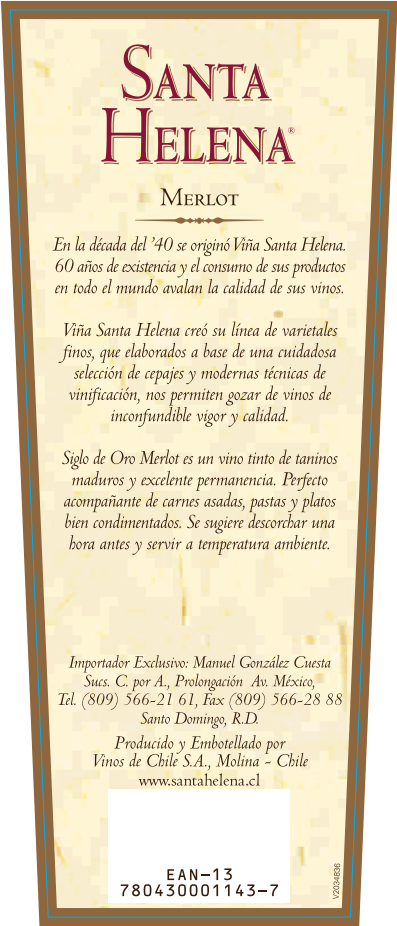 SANTA
HELENA®
MERLOT
En la década del '40 se originó Viña Santa Helena.
60 años de existencia y el consumo de sus productos
en todo el mundo avalan la calidad de sus vinos.
Viña Santa Helena creó su línea de varietales
finos, que elaborados a base de una cuidadosa
selección de cepajes y modernas técnicas de
vinificación, nos permiten gozar de vinos de
inconfundible vigor y calidad.
Siglo de Oro Merlot es un vino tinto de taninos
maduros y excelente permanencia. Perfecto
acompañante de carnes asadas, pastas y platos
bien condimentados. Se sugiere descorchar una
hora antes y servir a temperatura ambiente.
Importador Exclusivo: Manuel González Cuesta
Sucs. C. por A., Prolongación Av. México,
Tel. (809) 566-21 61, Fax (809) 566-28 88
Santo Domingo, R.D.
Producido y Embotellado por
Vinos de Chile S.A., Molina ~ Chile
www.santahelena.cl
EAN-13
780430001143-7
V2034836